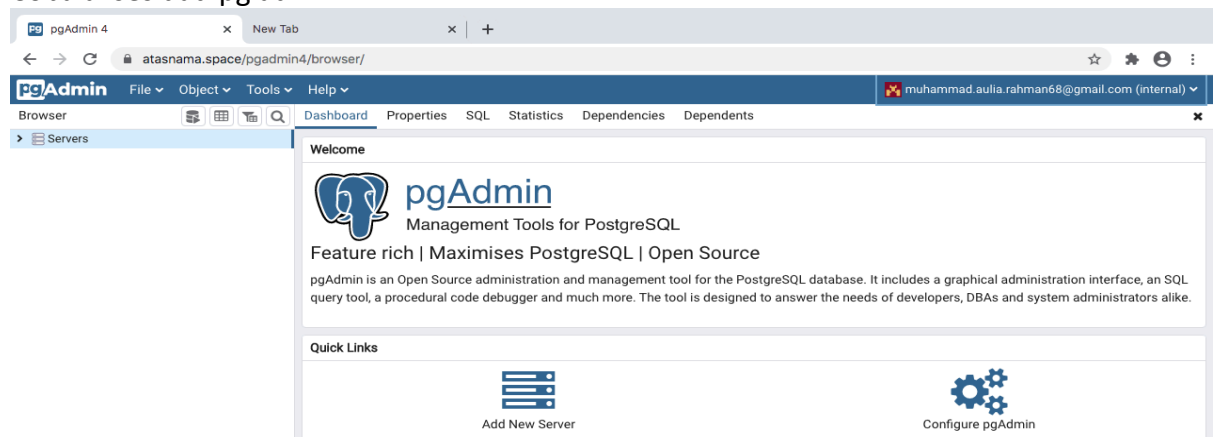 pgAdmin 4 New Tab
atasnama.space/pgadmin4/browser/
pgAdmin File Object Tools Help muhammad.aulia.rahman68@gmail.com (internal)
Browser Dashboard Properties SQL Statistics Dependencies Dependents
Servers
Welcome
pgAdmin
Management Tools for PostgreSQL
Feature rich | Maximises PostgreSQL | Open Source
pgAdmin is an Open Source administration and management tool for the PostgreSQL database. It includes a graphical administration interface, an SQL
query tool, a procedural code debugger and much more. The tool is designed to answer the needs of developers, DBAs and system administrators alike.
Quick Links
Add New Server Configure pgAdmin